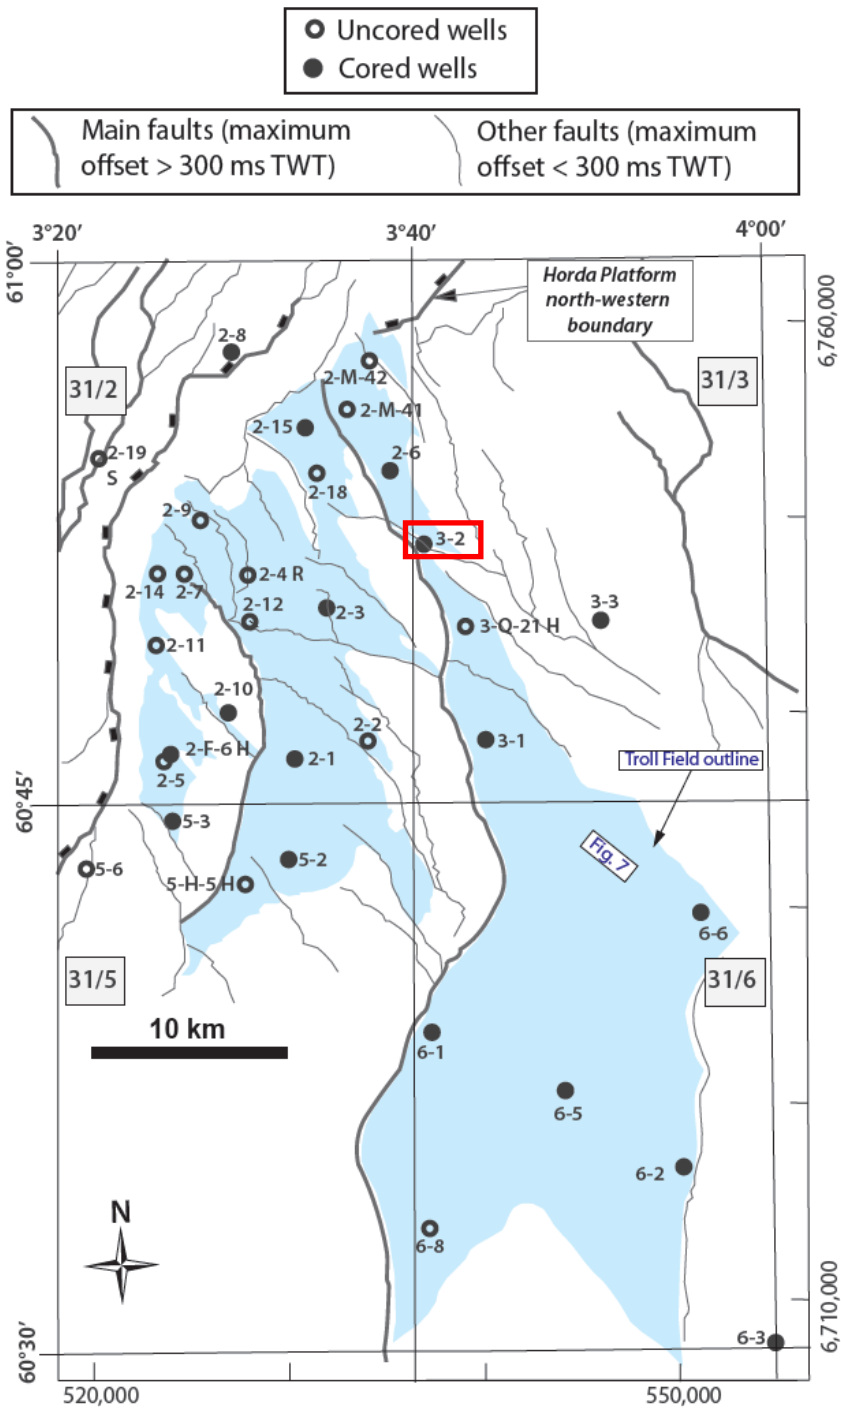 Uncored wells
Cored wells
Main faults (maximum
offset > 300 ms TWT)
Other faults (maximum
offset < 300 ms TWT)
3°20′
3°40′
4°00′
61°00′
Horda Platform
north-western
boundary
6,760,000
2-8
31/2
2-M-42
31/3
2-M-41
2-15
2-6
2-19
S
2-18
2-9
3-2
2-14
2-7
2-4 R
2-12
2-3
3-3
3-O-21 H
2-11
2-10
2-2
3-1
2-F-6 H
2-5
2-1
Troll Field outline
60°45′
5-3
Fig. 7
5-2
5-6
5-H-5 H
6-6
31/5
31/6
10 km
6-1
6-5
6-2
N
6-8
6-3
6,710,000
60°30′
520,000
550,000